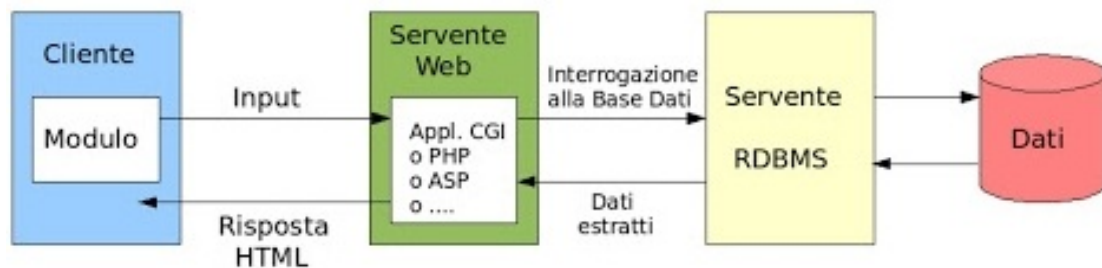 Cliente
Modulo
Input
Risposta
HTML
Servente
Web
Appl. CGI
o PHP
o ASP
o ....
Interrogazione
alla Base Dati
Dati
estratti
Servente
RDBMS
Dati